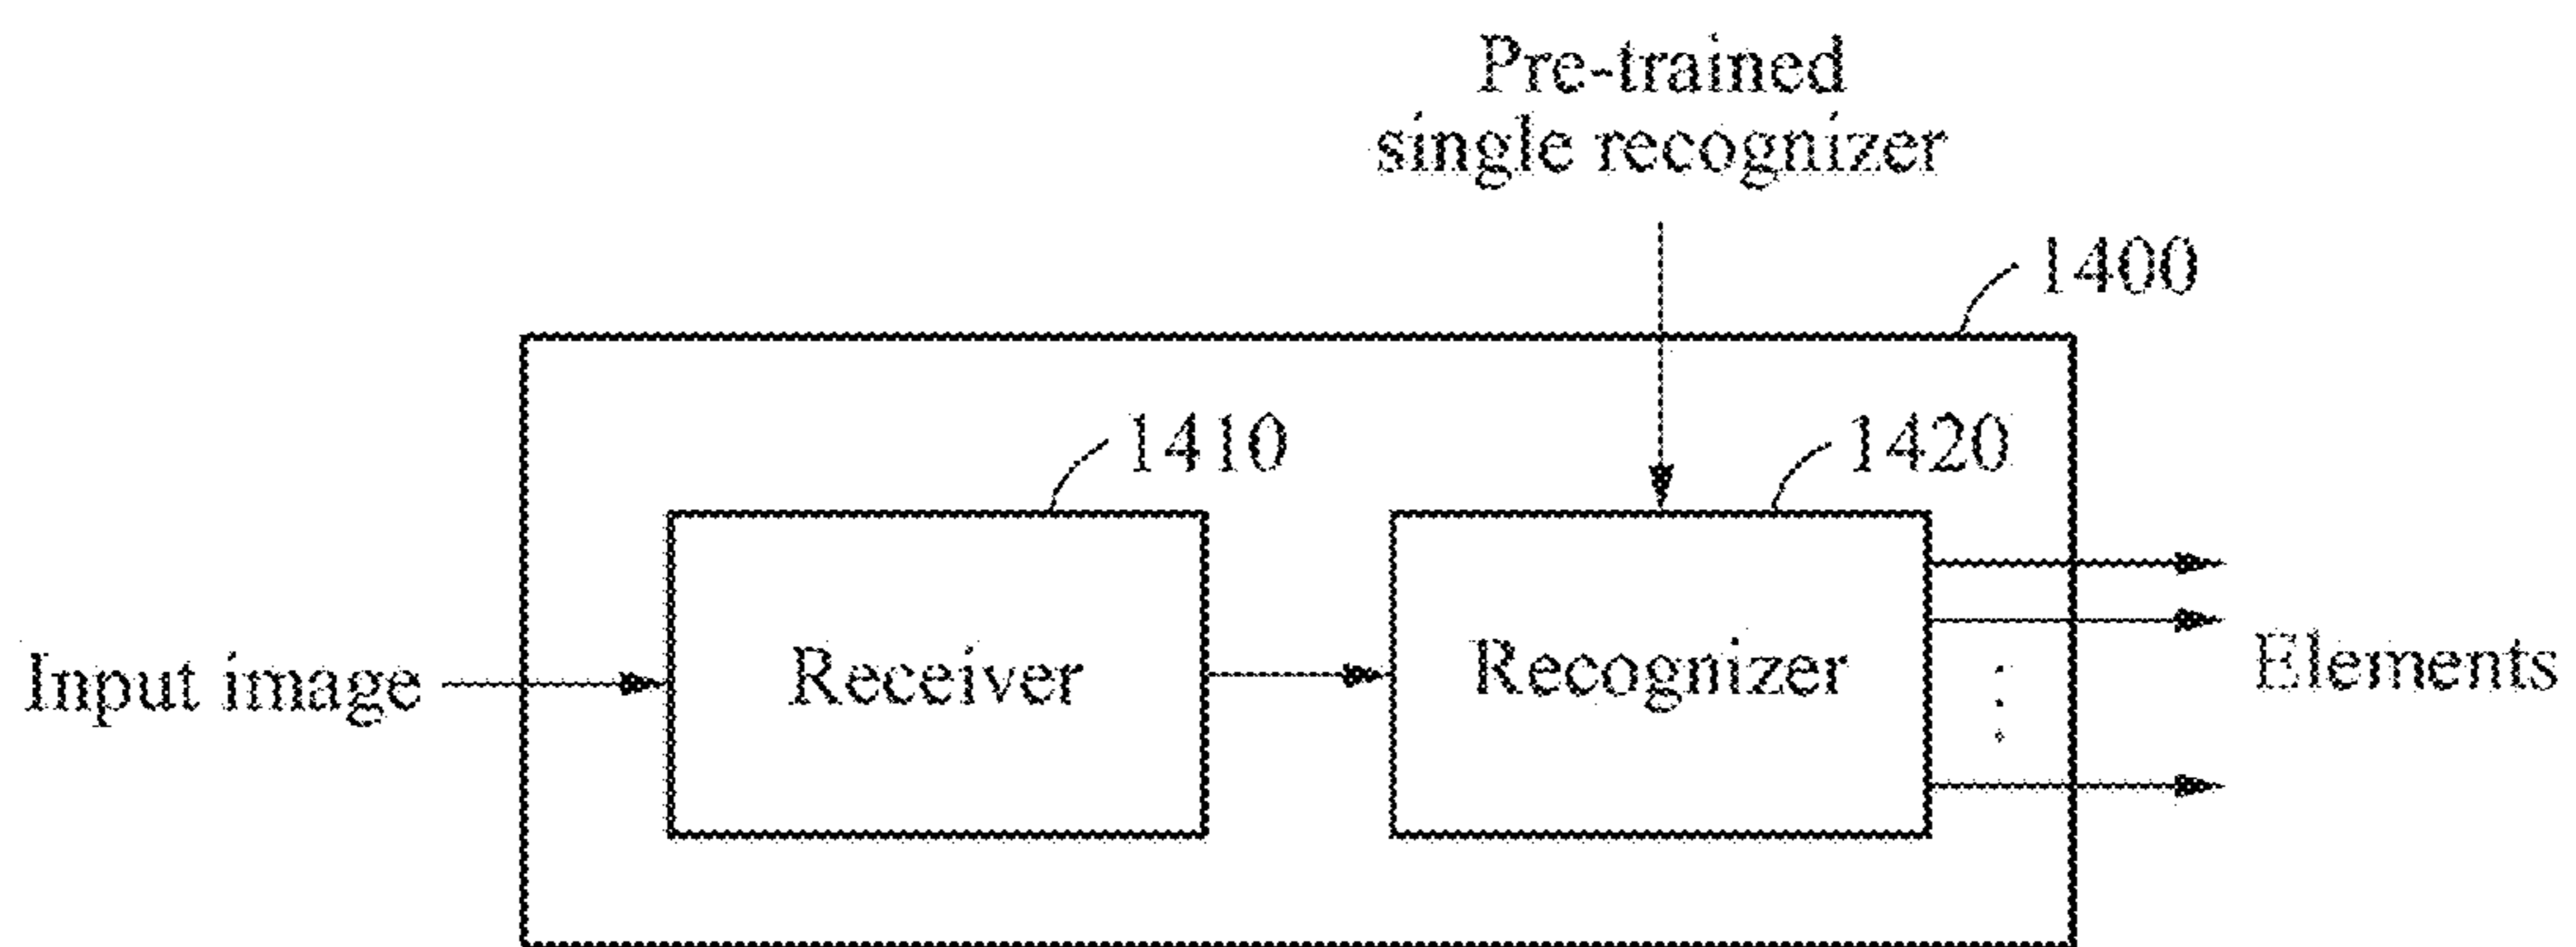 Pre-trained
single recognizer
1400
1410
1420
Input image
Receiver
Recognizer
Elements